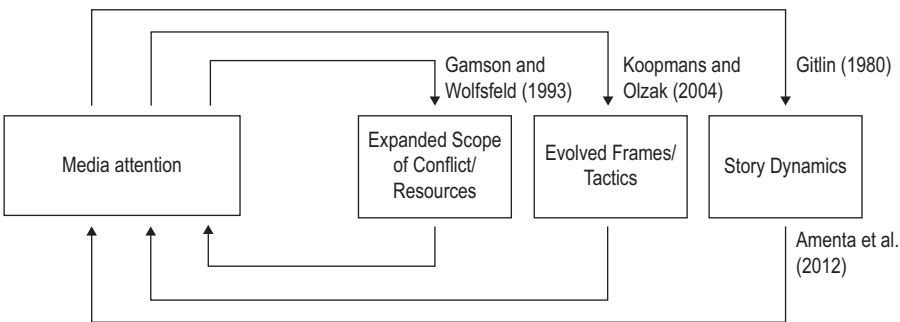 Gamson and
Wolfsfeld (1993)
Koopmans and
Olzak (2004)
Gitlin (1980)
Media attention
Expanded Scope
of Conflict/
Resources
Evolved Frames/
Tactics
Story Dynamics
Amenta et al.
(2012)